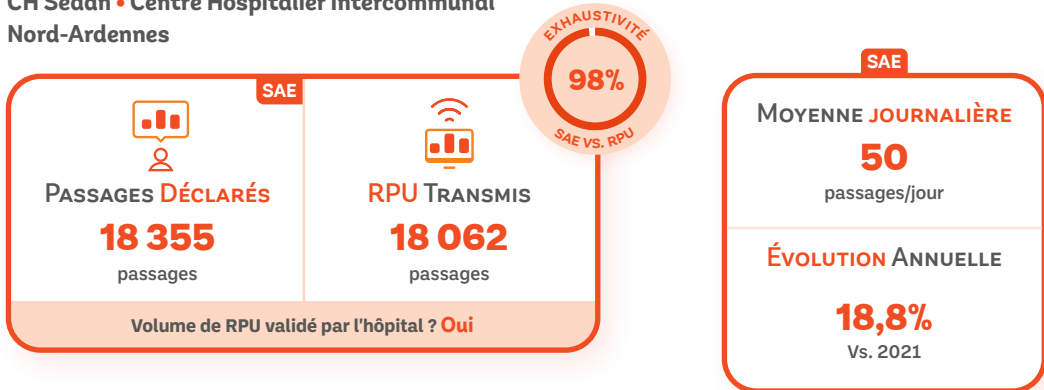 CH Sedan • Centre Hospitalier Intercommunal
Nord-Ardennes
EXHAUSTIVITÉ
98%
SAE VS. RPU
SAE
PASSAGES DÉCLARÉS
18 355
passages
RPU TRANSMIS
18 062
passages
Volume de RPU validé par l'hôpital ? Oui
SAE
MOYENNE JOURNALIÈRE
50
passages/jour
ÉVOLUTION ANNUELLE
18,8%
Vs. 2021